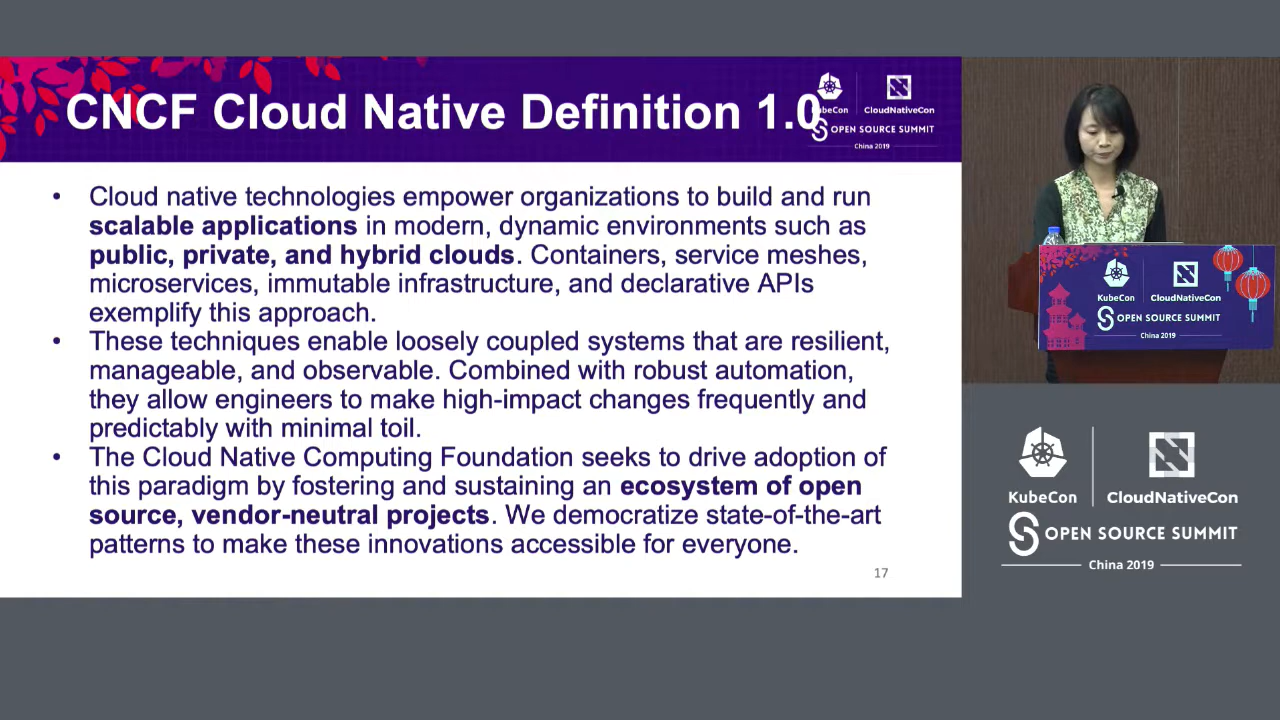 CNCF Cloud Native Definition 1.0
KubeCon
CloudNativeCon
OPEN SOURCE SUMMIT
China 2019
• Cloud native technologies empower organizations to build and run
scalable applications in modern, dynamic environments such as
public, private, and hybrid clouds. Containers, service meshes,
microservices, immutable infrastructure, and declarative APIs
exemplify this approach.
• These techniques enable loosely coupled systems that are resilient,
manageable, and observable. Combined with robust automation,
they allow engineers to make high-impact changes frequently and
predictably with minimal toil.
• The Cloud Native Computing Foundation seeks to drive adoption of
this paradigm by fostering and sustaining an ecosystem of open
source, vendor-neutral projects. We democratize state-of-the-art
patterns to make these innovations accessible for everyone.
17
KubeCon
CloudNativeCon
OPEN SOURCE SUMMIT
China 2019
KubeCon
CloudNativeCon
OPEN SOURCE SUMMIT
China 2019